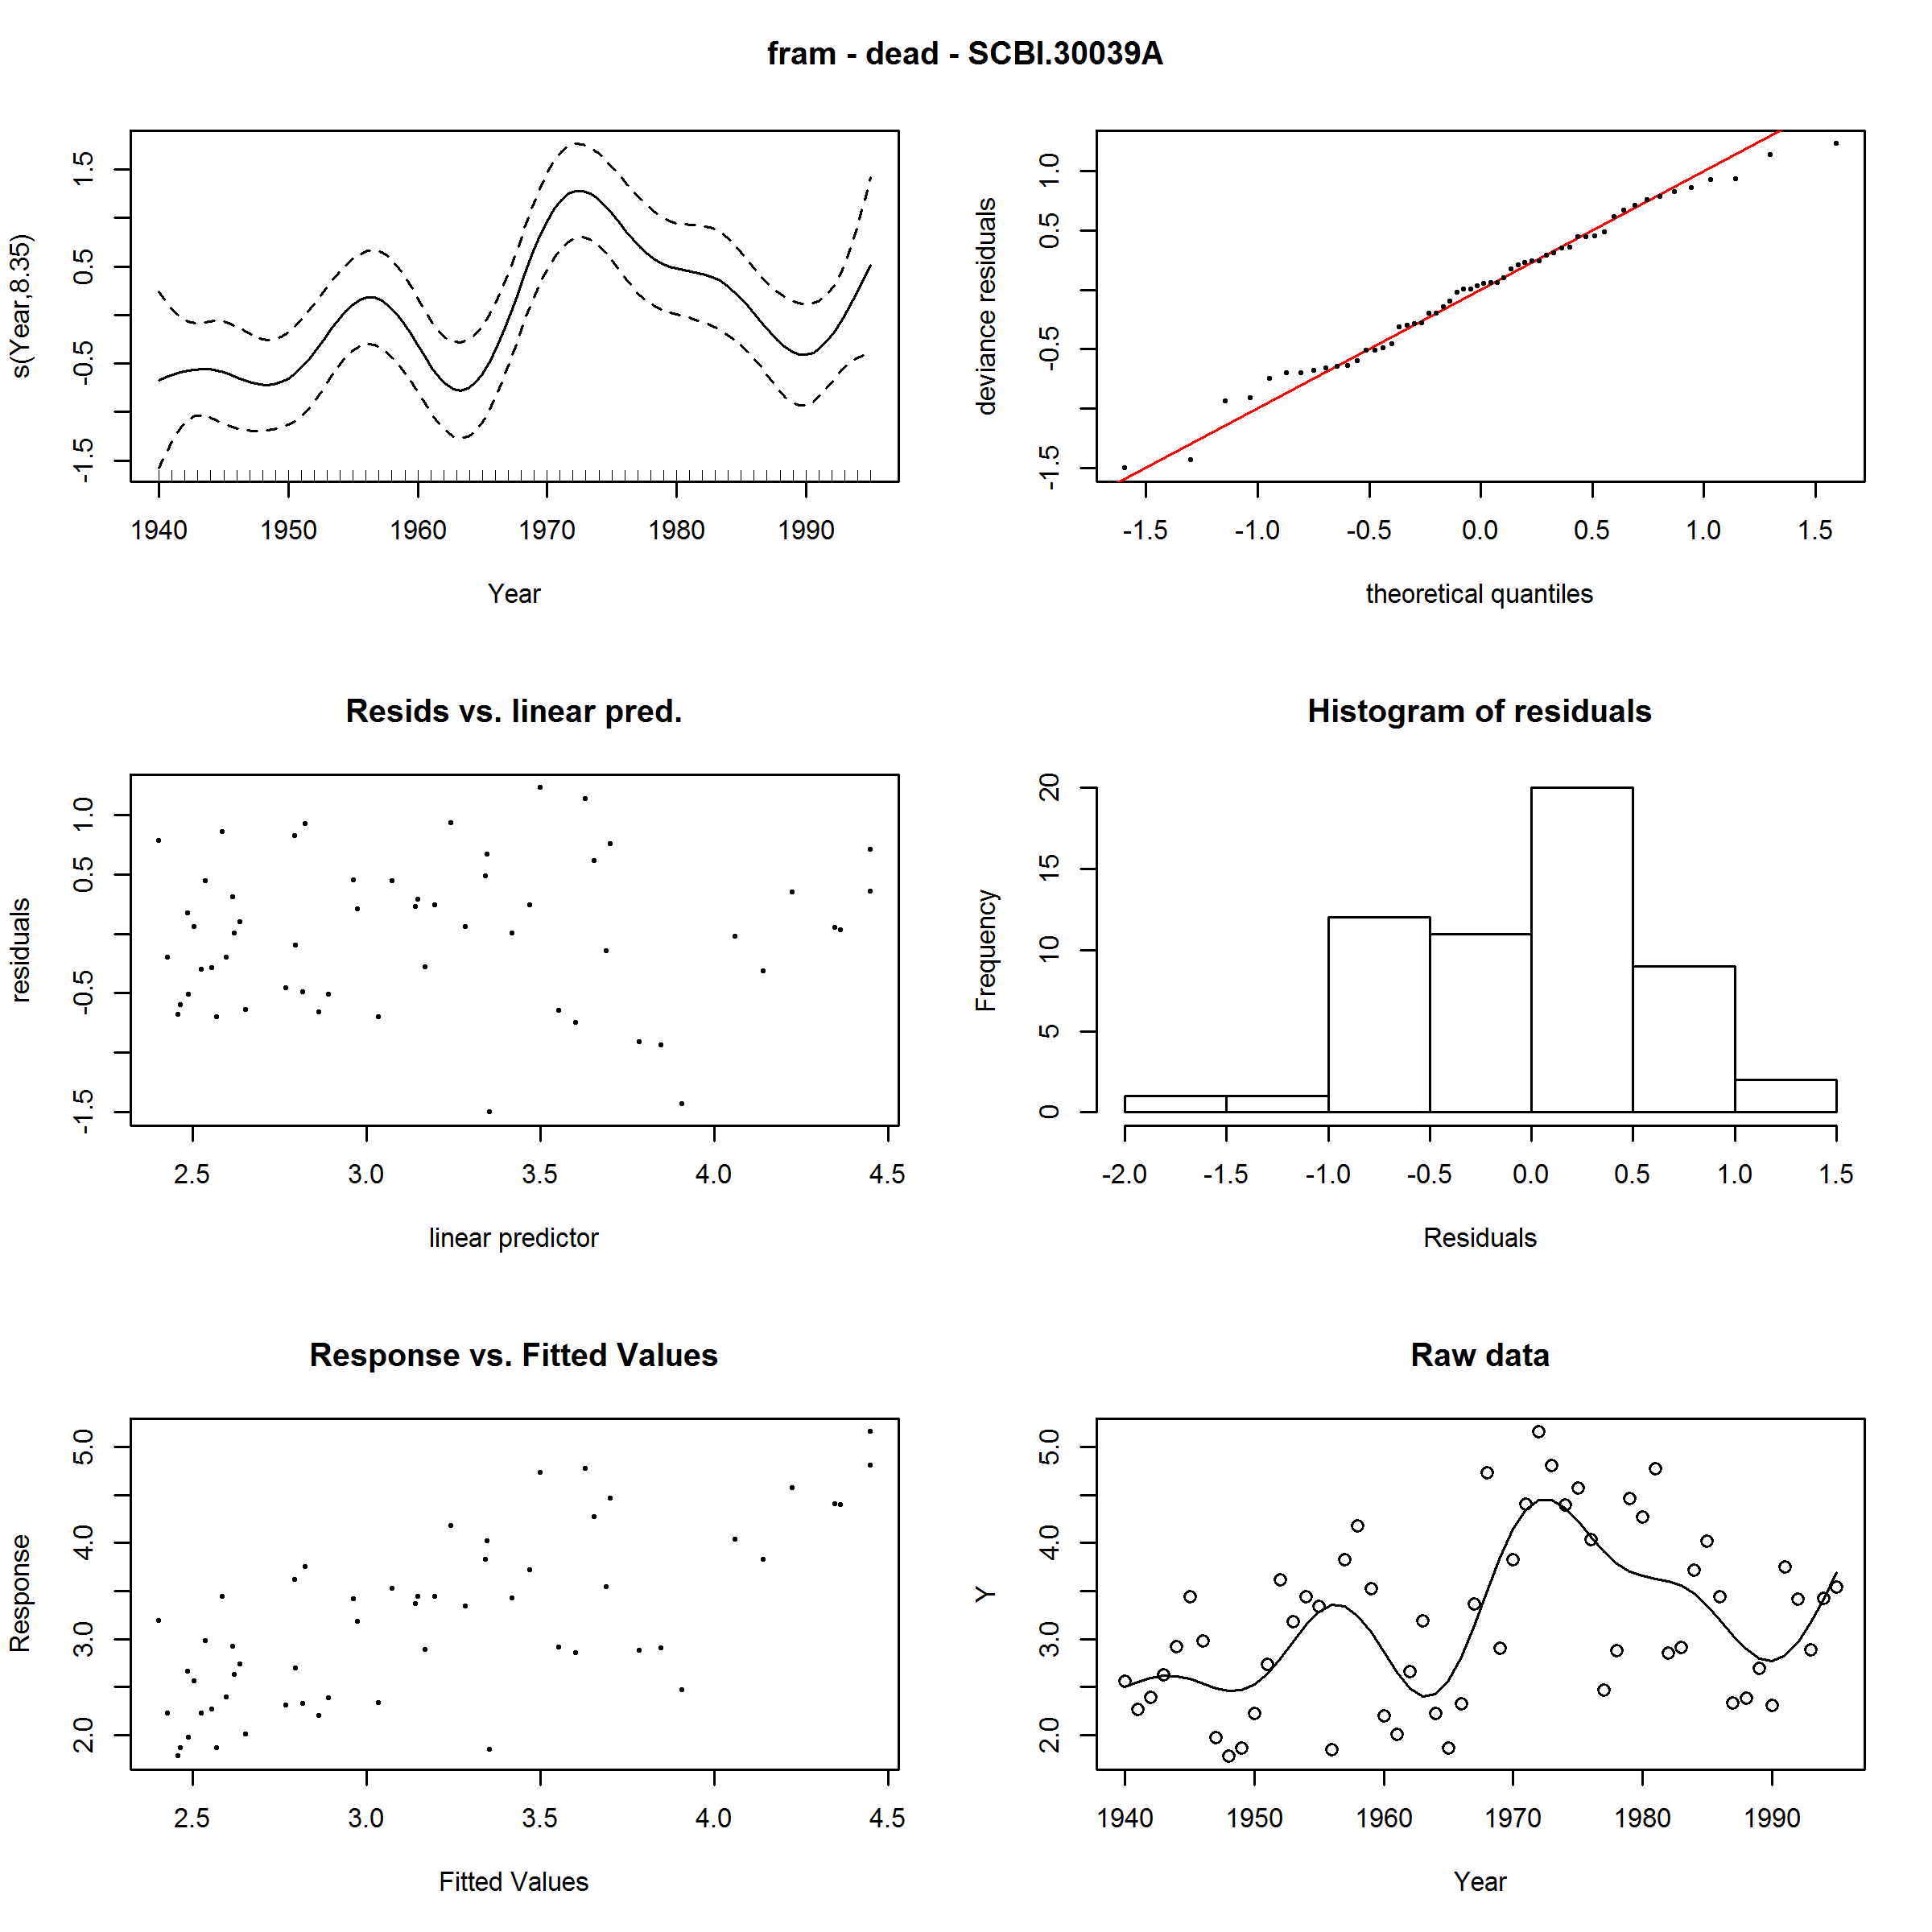 fram - dead - SCBI.30039A
s(Year,8.35)
1.5
0.5
-0.5
-1.5
1940 1950 1960 1970 1980 1990
Year
deviance residuals
1.0
0.5
-0.5
-1.5
-1.5 -1.0 -0.5 0.0 0.5 1.0 1.5
theoretical quantiles
Resids vs. linear pred.
residuals
1.0
0.5
-0.5
-1.5
2.5 3.0 3.5 4.0 4.5
linear predictor
Histogram of residuals
Frequency
20
15
10
5
0
-2.0 -1.5 -1.0 -0.5 0.0 0.5 1.0 1.5
Residuals
Response vs. Fitted Values
Response
5.0
4.0
3.0
2.0
2.5 3.0 3.5 4.0 4.5
Fitted Values
Raw data
Y
5.0
4.0
3.0
2.0
1940 1950 1960 1970 1980 1990
Year